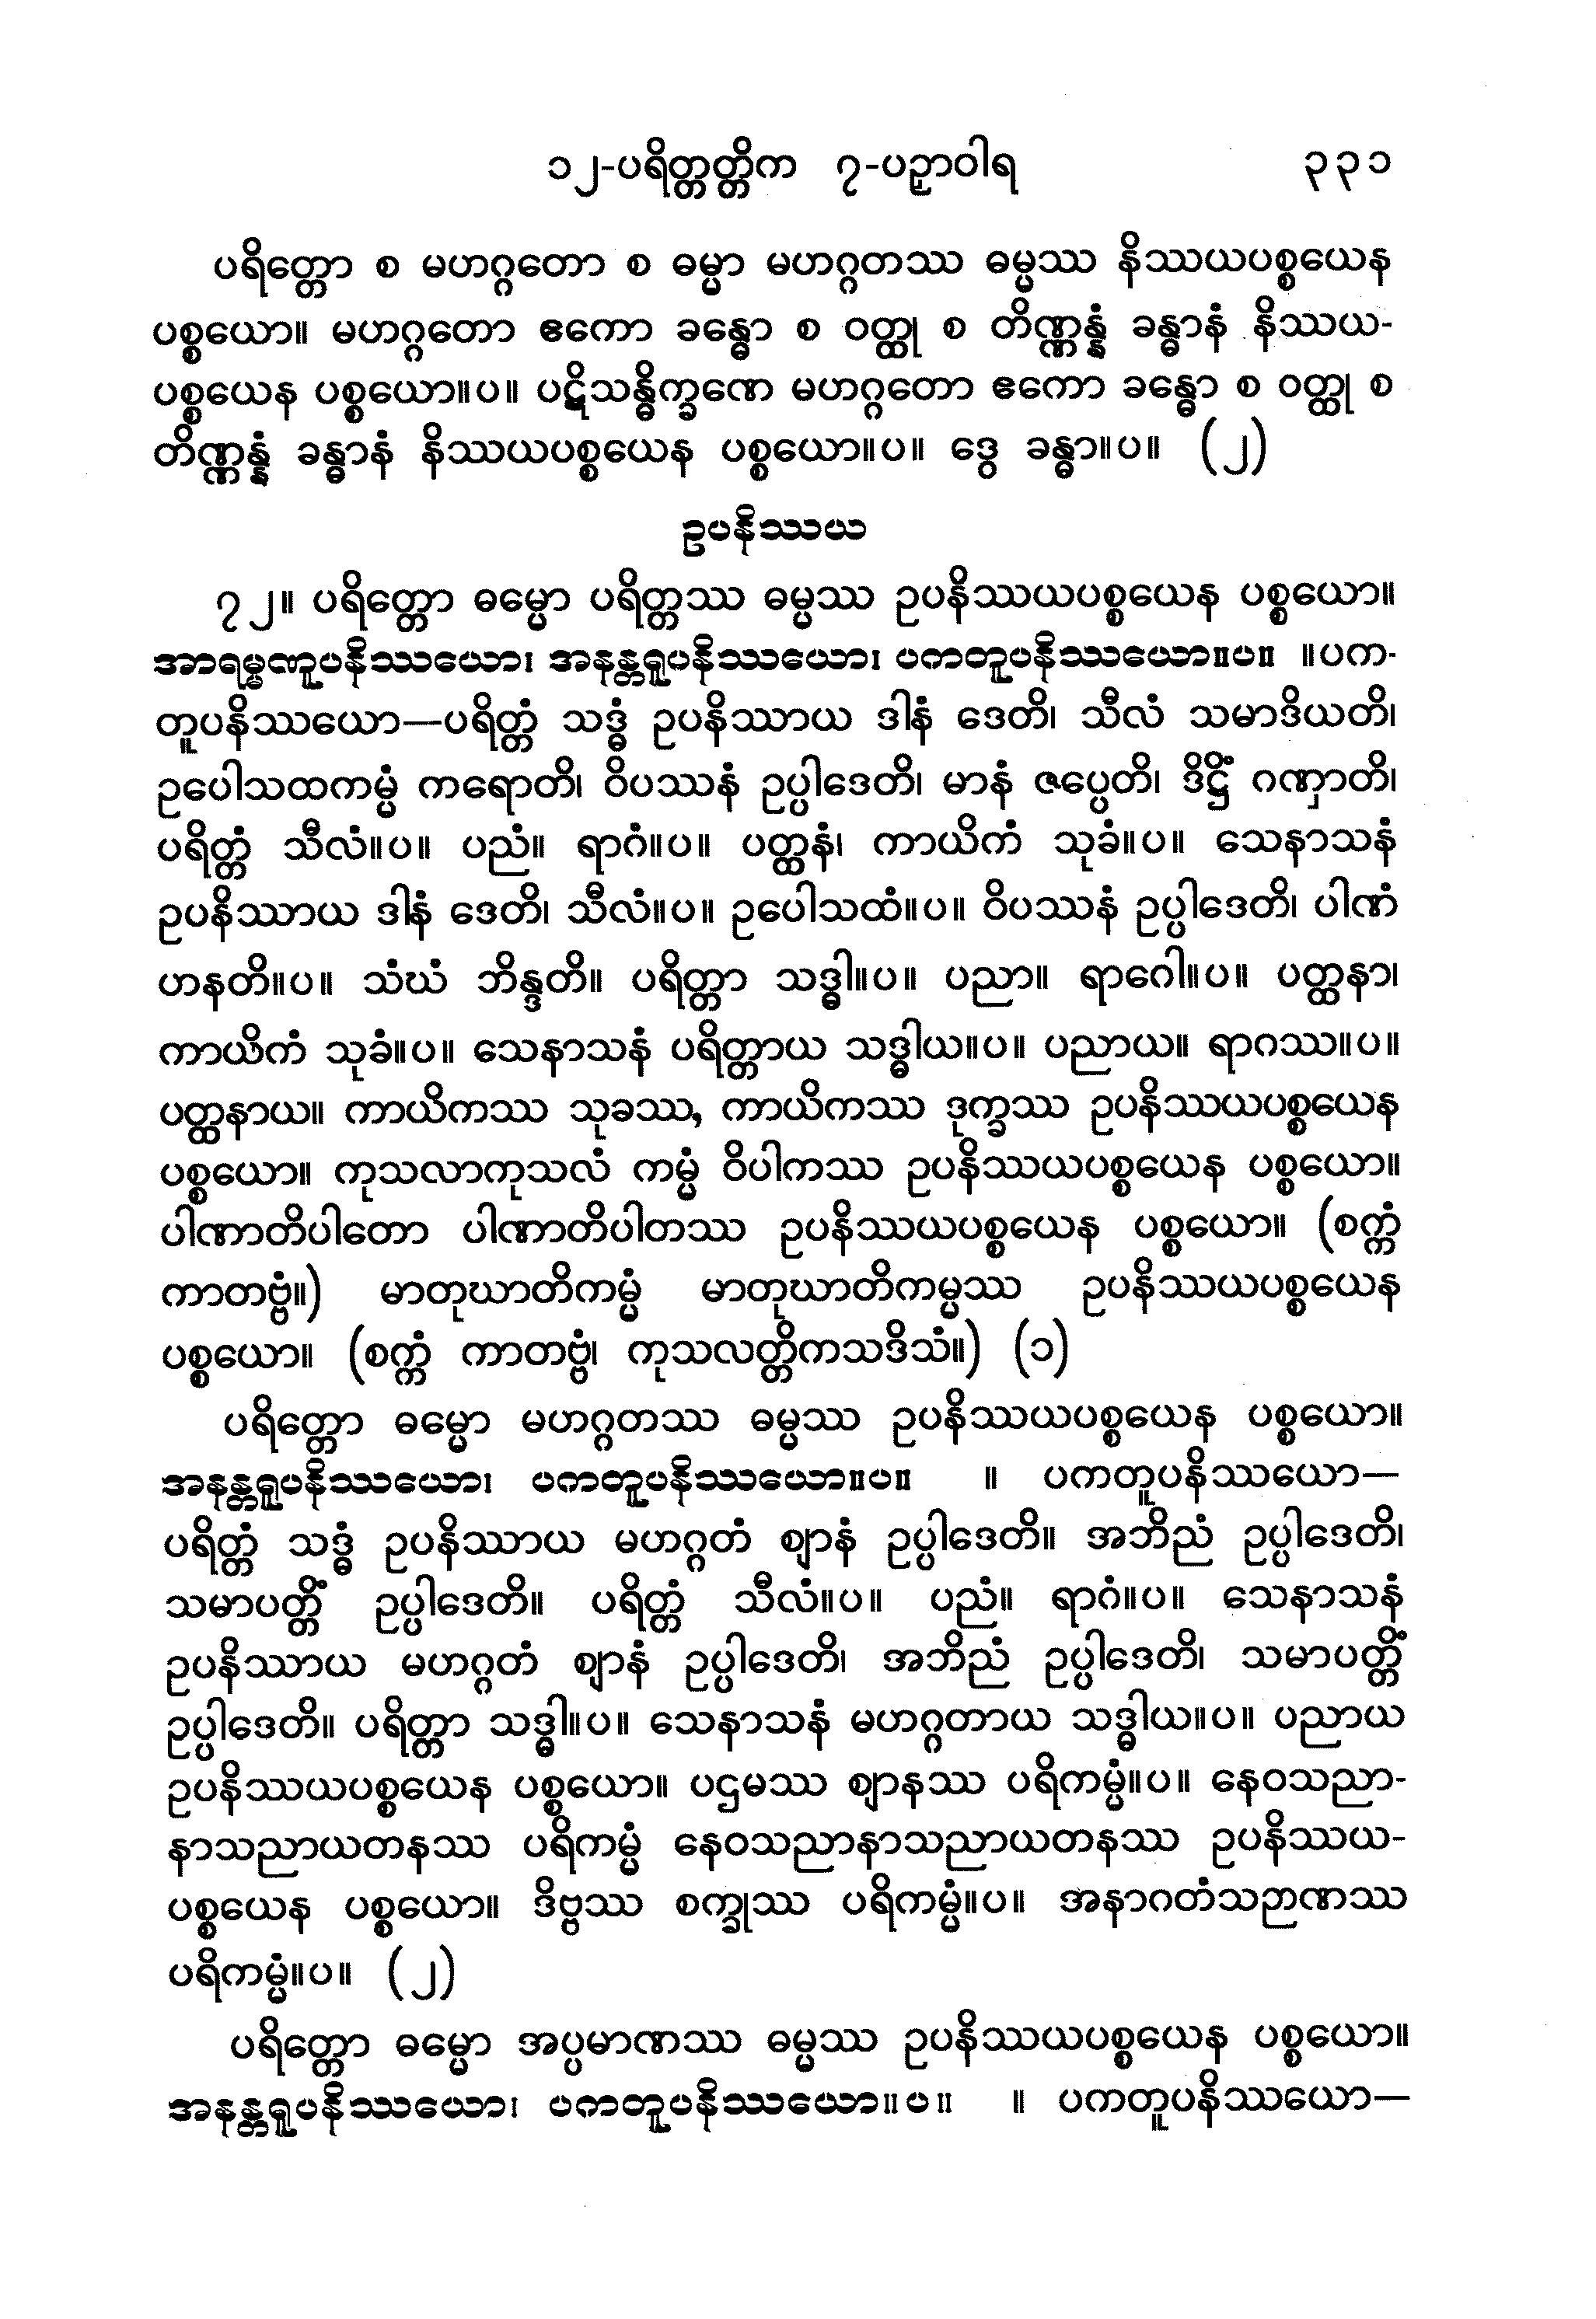 ၁၂-ပရိတ္တတ္တိက ၇-ပဉှာဝါရ ၃၃၁
ပရိတ္တော စ မဟဂ္ဂတော စ ဓမ္မာ မဟဂ္ဂတဿ ဓမ္မဿ နိဿယပစ္စယေန
ပစ္စယော။ မဟဂ္ဂတော ဧကော ခန္ဓော စ ဝတ္ထု စ တိဏ္ဏန္နံ ခန္ဓာနံ နိဿယ-
ပစ္စယေန ပစ္စယော။ပ။ ပဋိသန္ဓိက္ခဏေ မဟဂ္ဂတော ဧကော ခန္ဓော စ ဝတ္ထု စ
တိဏ္ဏန္နံ ခန္ဓာနံ နိဿယပစ္စယေန ပစ္စယော။ပ။ ဒွေ ခန္ဓာ။ပ။ (၂)
ဥပနိဿယ
၇၂။ ပရိတ္တော ဓမ္မော ပရိတ္တဿ ဓမ္မဿ ဥပနိဿယပစ္စယေန ပစ္စယော။
အာရမ္မဏူပနိဿယော၊ အနန္တရူပနိဿယော၊ ပကတူပနိဿယော။ပ။ ။ပက-
တူပနိဿယော—ပရိတ္တံ သဒ္ဓံ ဥပနိဿာယ ဒါနံ ဒေတိ၊ သီလံ သမာဒိယတိ၊
ဥပေါသထကမ္မံ ကရောတိ၊ ဝိပဿနံ ဥပ္ပါဒေတိ၊ မာနံ ဇပ္ပေတိ၊ ဒိဋ္ဌိံ ဂဏှာတိ၊
ပရိတ္တံ သီလံ။ပ။ ပညံ။ ရာဂံ။ပ။ ပတ္ထနံ၊ ကာယိကံ သုခံ။ပ။ သေနာသနံ
ဥပနိဿာယ ဒါနံ ဒေတိ၊ သီလံ။ပ။ ဥပေါသထံ။ပ။ ဝိပဿနံ ဥပ္ပါဒေတိ၊ ပါဏံ
ဟနတိ။ပ။ သံဃံ ဘိန္ဒတိ။ ပရိတ္တာ သဒ္ဓါ။ပ။ ပညာ။ ရာဂေါ။ပ။ ပတ္ထနာ၊
ကာယိကံ သုခံ။ပ။ သေနာသနံ ပရိတ္တာယ သဒ္ဓါယ။ပ။ ပညာယ။ ရာဂဿ။ပ။
ပတ္ထနာယ။ ကာယိကဿ သုခဿ, ကာယိကဿ ဒုက္ခဿ ဥပနိဿယပစ္စယေန
ပစ္စယော။ ကုသလာကုသလံ ကမ္မံ ဝိပါကဿ ဥပနိဿယပစ္စယေန ပစ္စယော။
ပါဏာတိပါတော ပါဏာတိပါတဿ ဥပနိဿယပစ္စယေန ပစ္စယော။ (စက္ကံ
ကာတဗ္ဗံ။) မာတုဃာတိကမ္မံ မာတုဃာတိကမ္မဿ ဥပနိဿယပစ္စယေန
ပစ္စယော။ (စက္ကံ ကာတဗ္ဗံ၊ ကုသလတ္တိကသဒိသံ။) (၁)
ပရိတ္တော ဓမ္မော မဟဂ္ဂတဿ ဓမ္မဿ ဥပနိဿယပစ္စယေန ပစ္စယော။
အနန္တရူပနိဿယော၊ ပကတူပနိဿယော။ပ။ ။ ပကတူပနိဿယော—
ပရိတ္တံ သဒ္ဓံ ဥပနိဿာယ မဟဂ္ဂတံ ဈာနံ ဥပ္ပါဒေတိ။ အဘိညံ ဥပ္ပါဒေတိ၊
သမာပတ္တိံ ဥပ္ပါဒေတိ။ ပရိတ္တံ သီလံ။ပ။ ပညံ။ ရာဂံ။ပ။ သေနာသနံ
ဥပနိဿာယ မဟဂ္ဂတံ ဈာနံ ဥပ္ပါဒေတိ၊ အဘိညံ ဥပ္ပါဒေတိ၊ သမာပတ္တိံ
ဥပ္ပါဒေတိ။ ပရိတ္တာ သဒ္ဓါ။ပ။ သေနာသနံ မဟဂ္ဂတာယ သဒ္ဓါယ။ပ။ ပညာယ
ဥပနိဿယပစ္စယေန ပစ္စယော။ ပဌမဿ ဈာနဿ ပရိကမ္မံ။ပ။ နေဝသညာ-
နာသညာယတနဿ ပရိကမ္မံ နေဝသညာနာသညာယတနဿ ဥပနိဿယ-
ပစ္စယေန ပစ္စယော။ ဒိဗ္ဗဿ စက္ခုဿ ပရိကမ္မံ။ပ။ အနာဂတံသဉာဏဿ
ပရိကမ္မံ။ပ။ (၂)
ပရိတ္တော ဓမ္မော အပ္ပမာဏဿ ဓမ္မဿ ဥပနိဿယပစ္စယေန ပစ္စယော။
အနန္တရူပနိဿယော၊ ပကတူပနိဿယော။ပ။ ။ ပကတူပနိဿယော—